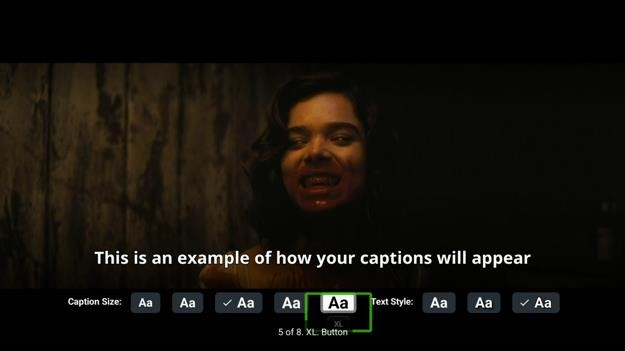 This is an example of how your captions will appear
Caption Size: Aa Aa Aa Aa Aa Text Style: Aa Aa Aa
XL
5 of 8. XL. Button